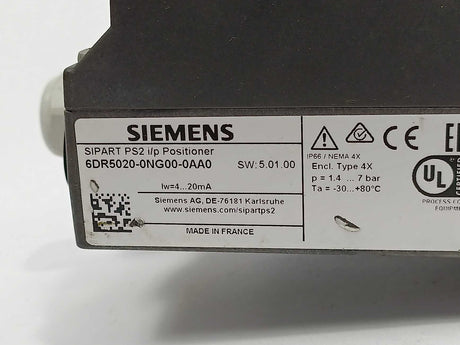 SIEMENS
SIPART PS2 i/p Positioner
6DR5020-0NG00-0AA0 SW: 5.01.00
Iw=4...20mA
Siemens AG, DE-76181 Karlsruhe
www.siemens.com/sipartps2
MADE IN FRANCE
IP66 / NEMA 4X
Encl. Type 4X
p = 1.4 ... 7 bar
Ta = -30...+80°C
CE
UL